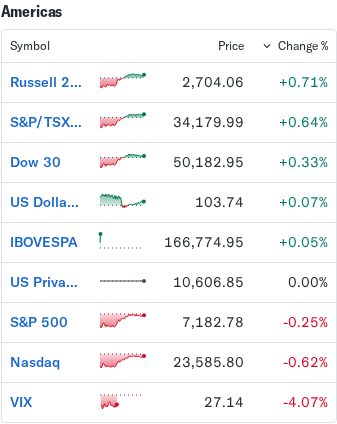 Americas
Symbol Price Change %
Russell 2... 2,704.06 +0.71%
S&P/TSX... 34,179.99 +0.64%
Dow 30 50,182.95 +0.33%
US Dolla... 103.74 +0.07%
IBOVESPA 166,774.95 +0.05%
US Priva... 10,606.85 0.00%
S&P 500 7,182.78 -0.25%
Nasdaq 23,585.80 -0.62%
VIX 27.14 -4.07%